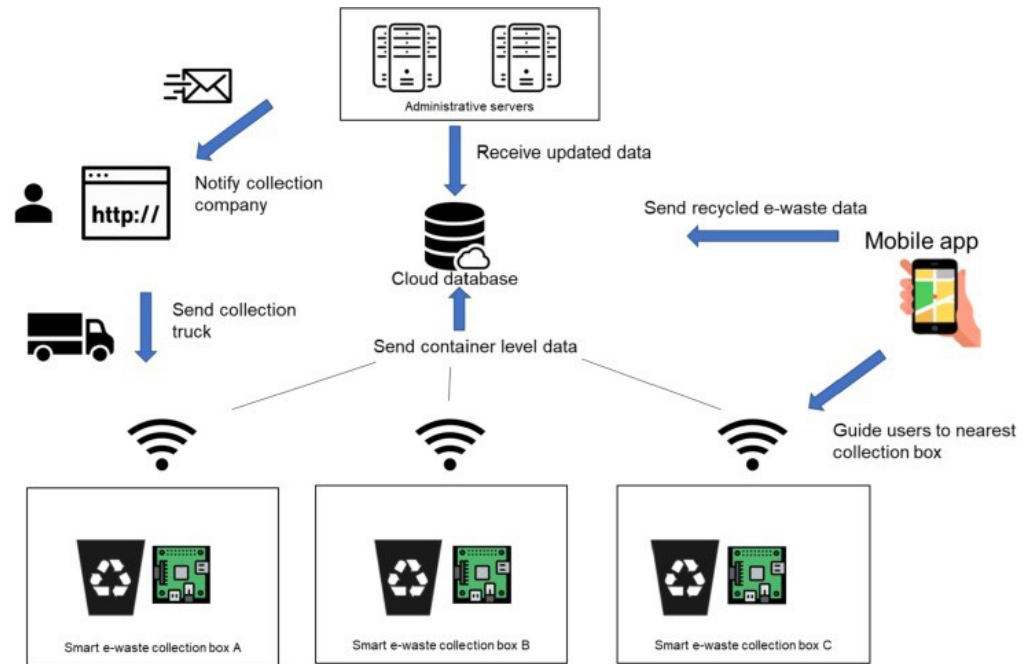 Administrative servers
Receive updated data
Notify collection
company
http://
Send recycled e-waste data
Mobile app
Cloud database
Send collection
truck
Send container level data
Guide users to nearest
collection box
Smart e-waste collection box A
Smart e-waste collection box B
Smart e-waste collection box C